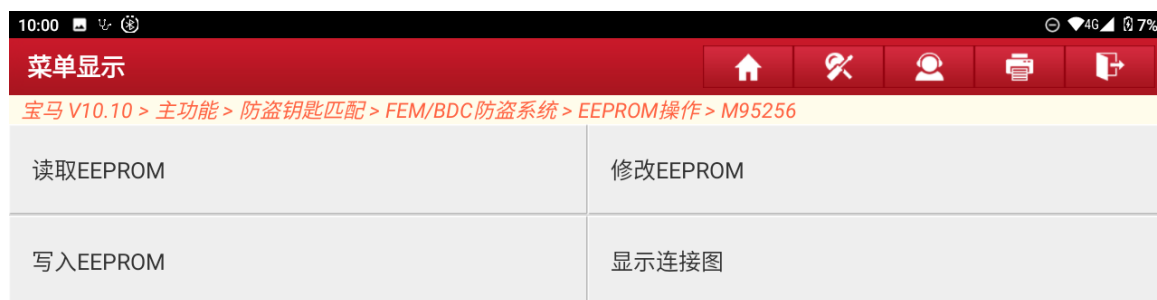 10:00 4G 7%
菜单显示
宝马 V10.10 > 主功能 > 防盗钥匙匹配 > FEM/BDC防盗系统 > EEPROM操作 > M95256
读取EEPROM 修改EEPROM
写入EEPROM 显示连接图